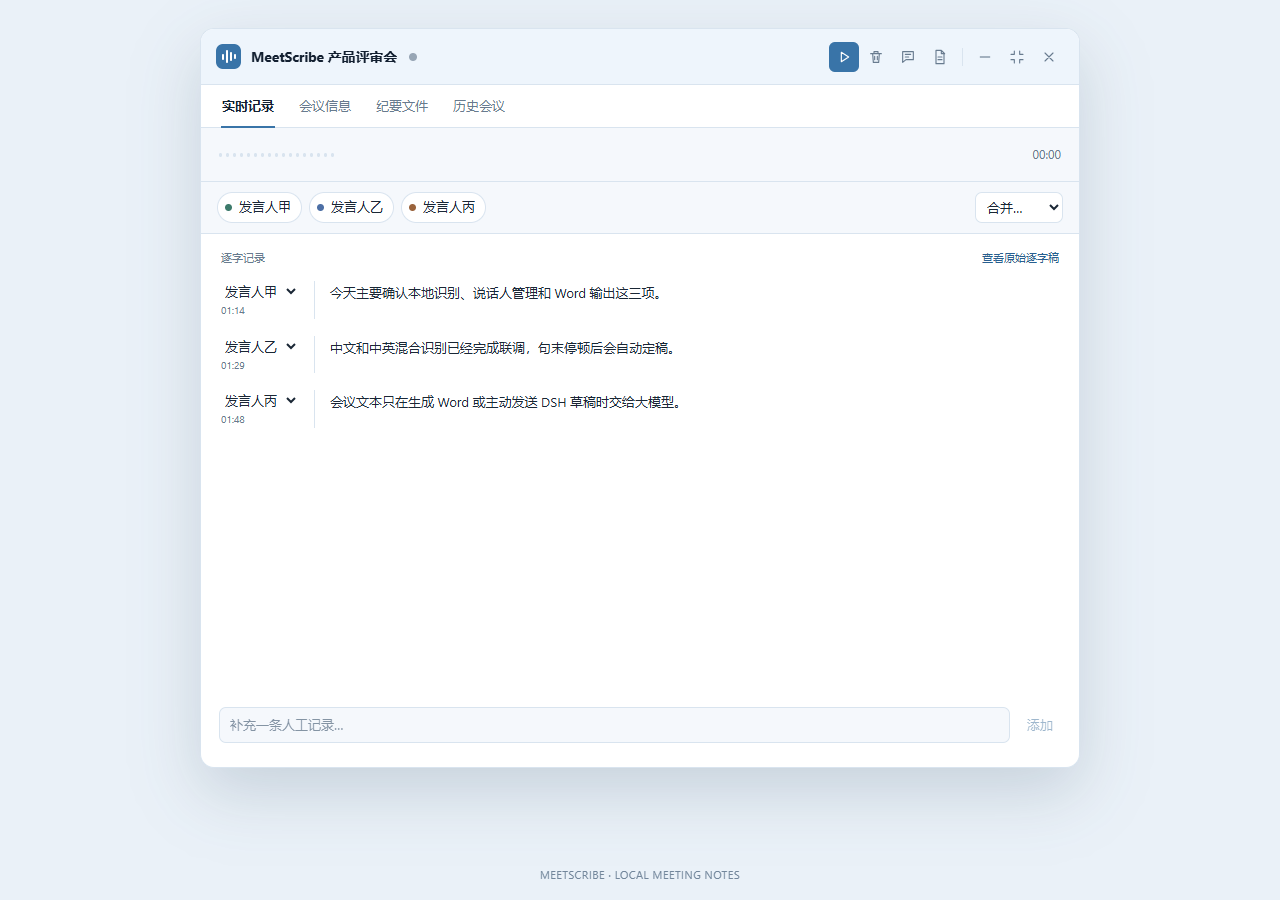 MeetScribe 产品评审会
实时记录 会议信息 纪要文件 历史会议
00:00
发言人甲 发言人乙 发言人丙 合并...
逐字记录 查看原始逐字稿
发言人甲 今天主要确认本地识别、说话人管理和 Word 输出这三项。
01:14
发言人乙 中文和中英混合识别已经完成联调，句末停顿后会自动定稿。
01:29
发言人丙 会议文本只在生成 Word 或主动发送 DSH 草稿时交给大模型。
01:48
补充一条人工记录... 添加
MEETSCRIBE · LOCAL MEETING NOTES